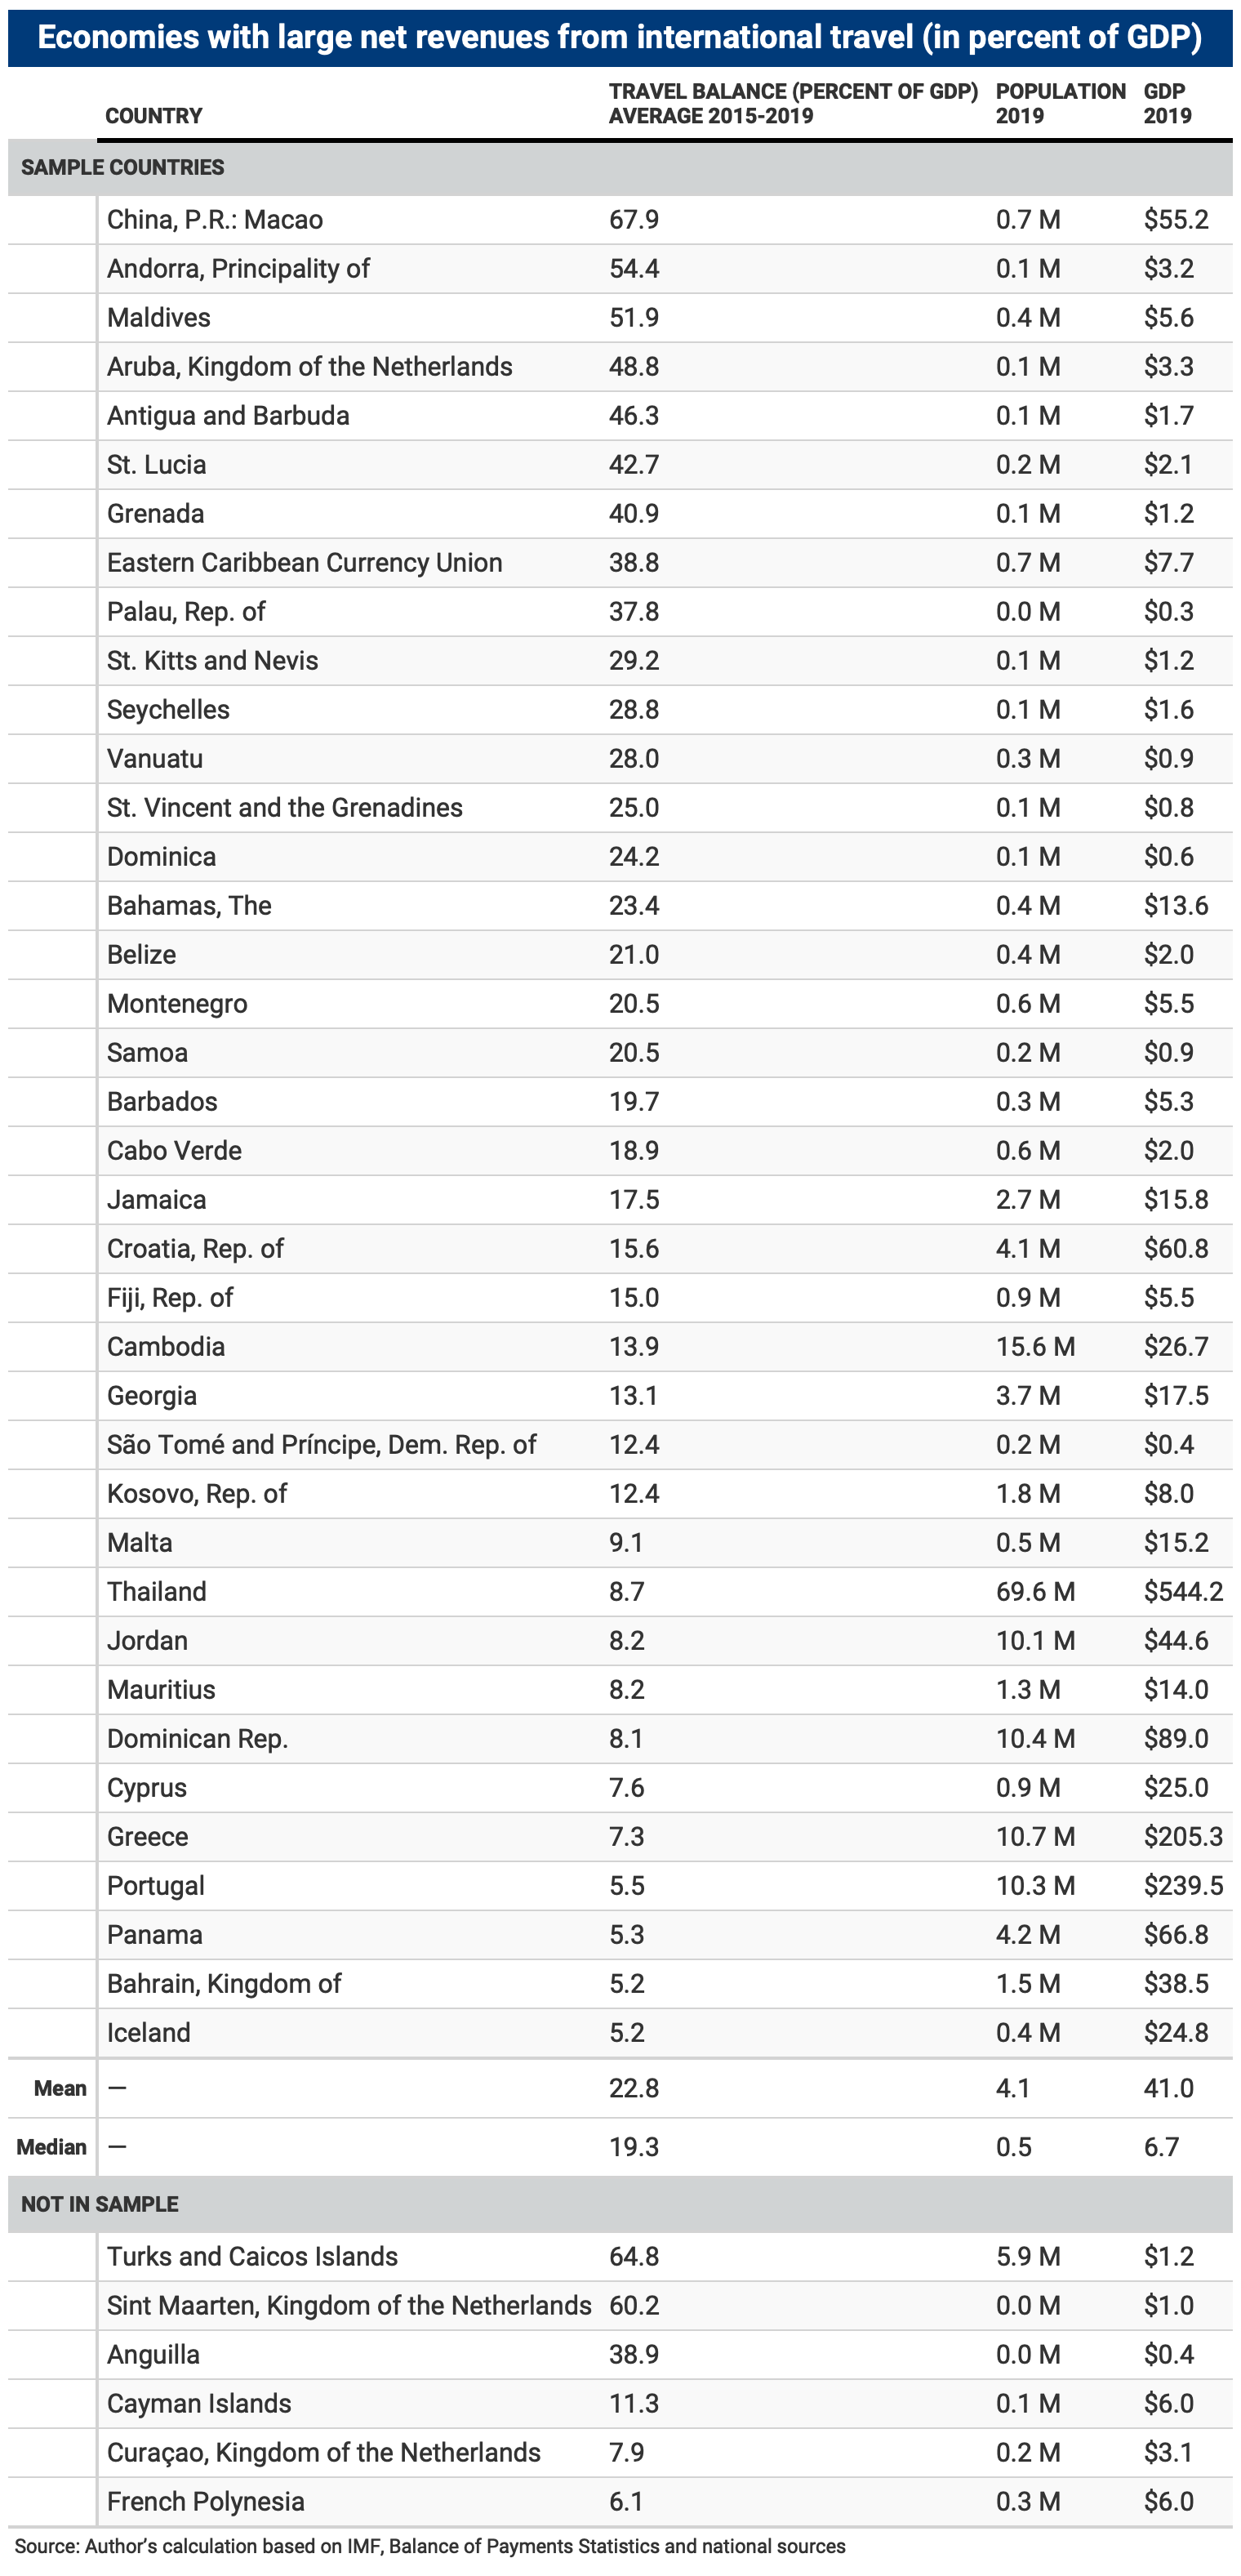 Economies with large net revenues from international travel (in percent of GDP)
COUNTRY TRAVEL BALANCE (PERCENT OF GDP) AVERAGE 2015-2019 POPULATION 2019 GDP 2019
SAMPLE COUNTRIES
China, P.R.: Macao 67.9 0.7 M $55.2
Andorra, Principality of 54.4 0.1 M $3.2
Maldives 51.9 0.4 M $5.6
Aruba, Kingdom of the Netherlands 48.8 0.1 M $3.3
Antigua and Barbuda 46.3 0.1 M $1.7
St. Lucia 42.7 0.2 M $2.1
Grenada 40.9 0.1 M $1.2
Eastern Caribbean Currency Union 38.8 0.7 M $7.7
Palau, Rep. of 37.8 0.0 M $0.3
St. Kitts and Nevis 29.2 0.1 M $1.2
Seychelles 28.8 0.1 M $1.6
Vanuatu 28.0 0.3 M $0.9
St. Vincent and the Grenadines 25.0 0.1 M $0.8
Dominica 24.2 0.1 M $0.6
Bahamas, The 23.4 0.4 M $13.6
Belize 21.0 0.4 M $2.0
Montenegro 20.5 0.6 M $5.5
Samoa 20.5 0.2 M $0.9
Barbados 19.7 0.3 M $5.3
Cabo Verde 18.9 0.6 M $2.0
Jamaica 17.5 2.7 M $15.8
Croatia, Rep. of 15.6 4.1 M $60.8
Fiji, Rep. of 15.0 0.9 M $5.5
Cambodia 13.9 15.6 M $26.7
Georgia 13.1 3.7 M $17.5
São Tomé and Príncipe, Dem. Rep. of 12.4 0.2 M $0.4
Kosovo, Rep. of 12.4 1.8 M $8.0
Malta 9.1 0.5 M $15.2
Thailand 8.7 69.6 M $544.2
Jordan 8.2 10.1 M $44.6
Mauritius 8.2 1.3 M $14.0
Dominican Rep. 8.1 10.4 M $89.0
Cyprus 7.6 0.9 M $25.0
Greece 7.3 10.7 M $205.3
Portugal 5.5 10.3 M $239.5
Panama 5.3 4.2 M $66.8
Bahrain, Kingdom of 5.2 1.5 M $38.5
Iceland 5.2 0.4 M $24.8
Mean — 22.8 4.1 41.0
Median — 19.3 0.5 6.7
NOT IN SAMPLE
Turks and Caicos Islands 64.8 5.9 M $1.2
Sint Maarten, Kingdom of the Netherlands 60.2 0.0 M $1.0
Anguilla 38.9 0.0 M $0.4
Cayman Islands 11.3 0.1 M $6.0
Curaçao, Kingdom of the Netherlands 7.9 0.2 M $3.1
French Polynesia 6.1 0.3 M $6.0
Source: Author’s calculation based on IMF, Balance of Payments Statistics and national sources